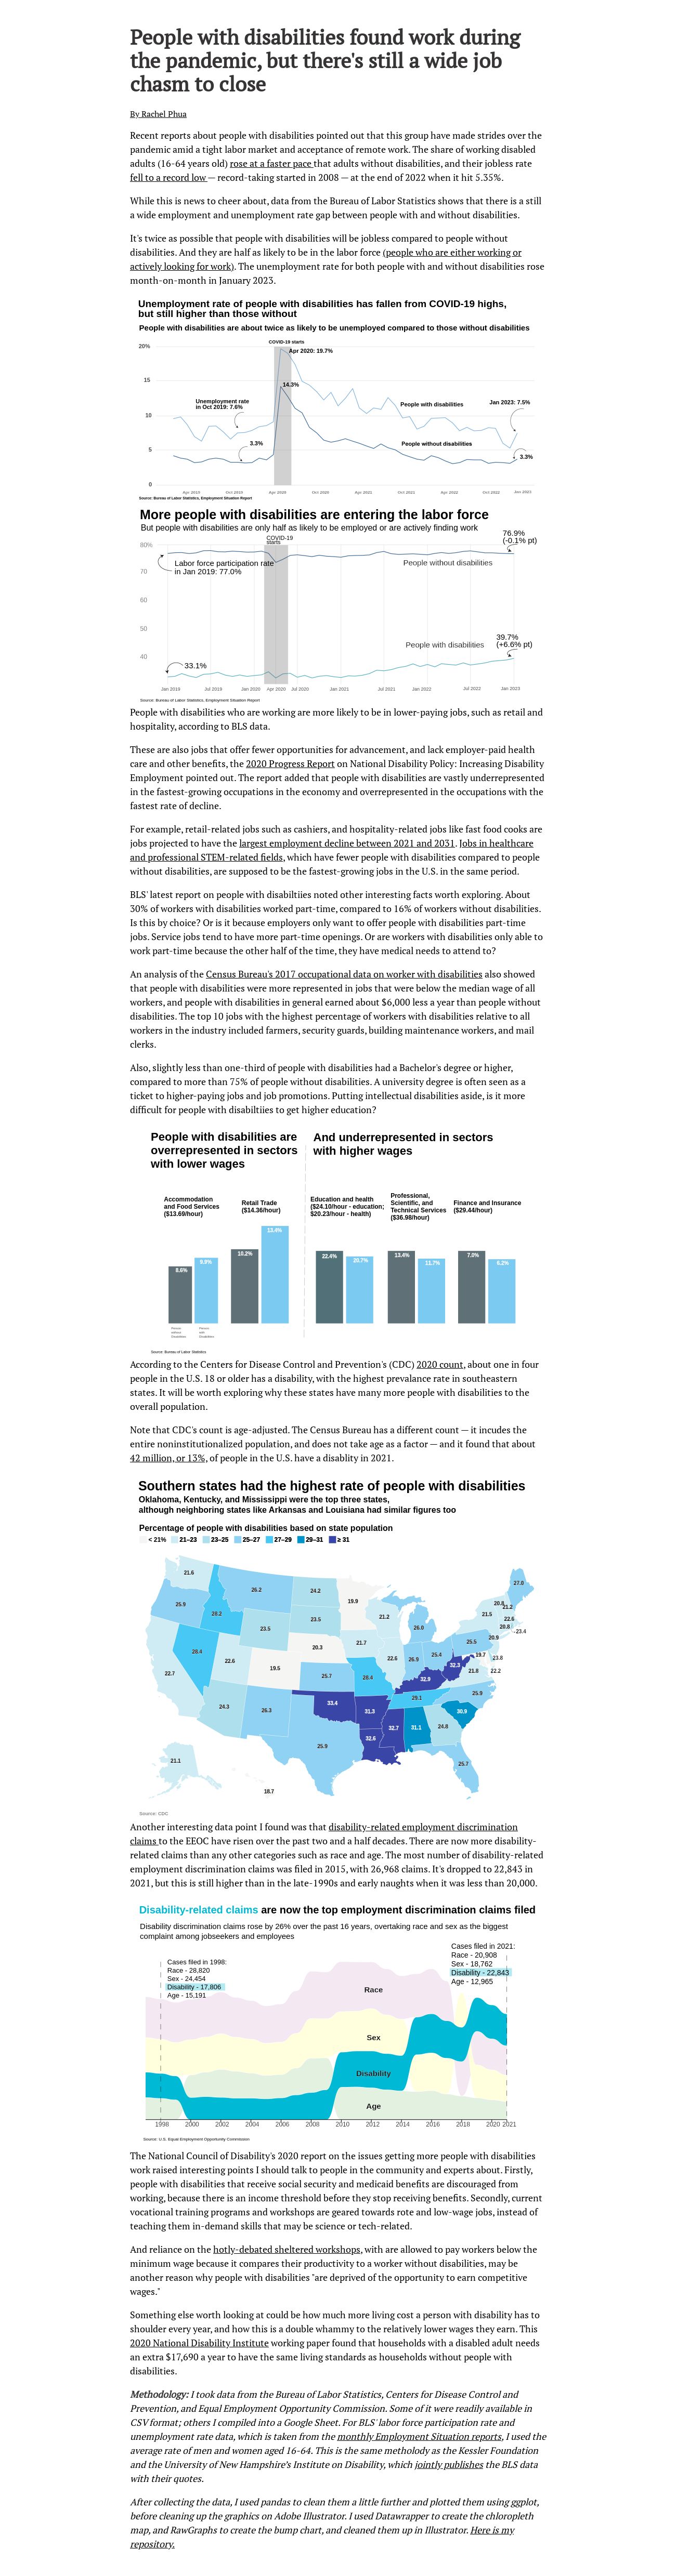 People with disabilities found work during
the pandemic, but there's still a wide job
chasm to close
By Rachel Phua
Recent reports about people with disabilities pointed out that this group have made strides over the
pandemic amid a tight labor market and acceptance of remote work. The share of working disabled
adults (16-64 years old) rose at a faster pace that adults without disabilities, and their jobless rate
fell to a record low — record-taking started in 2008 — at the end of 2022 when it hit 5.35%.
While this is news to cheer about, data from the Bureau of Labor Statistics shows that there is a still
a wide employment and unemployment rate gap between people with and without disabilities.
It's twice as possible that people with disabilities will be jobless compared to people without
disabilities. And they are half as likely to be in the labor force (people who are either working or
actively looking for work). The unemployment rate for both people with and without disabilities rose
month-on-month in January 2023.
Unemployment rate of people with disabilities has fallen from COVID-19 highs,
but still higher than those without
People with disabilities are about twice as likely to be unemployed compared to those without disabilities
COVID-19 starts
20%
Apr 2020: 19.7%
15
14.3%
Unemployment rate
in Oct 2019: 7.6%
People with disabilities
Jan 2023: 7.5%
10
3.3%
People without disabilities
5
3.3%
0
Apr 2019
Oct 2019
Apr 2020
Oct 2020
Apr 2021
Oct 2021
Apr 2022
Oct 2022
Jan 2023
Source: Bureau of Labor Statistics, Employment Situation Report
More people with disabilities are entering the labor force
But people with disabilities are only half as likely to be employed or are actively finding work
COVID-19
starts
76.9%
(-0.1% pt)
80%
Labor force participation rate
in Jan 2019: 77.0%
People without disabilities
70
60
50
39.7%
(+6.6% pt)
People with disabilities
40
33.1%
Jan 2019
Jul 2019
Jan 2020
Apr 2020
Jul 2020
Jan 2021
Jul 2021
Jan 2022
Jul 2022
Jan 2023
Source: Bureau of Labor Statistics, Employment Situation Report
People with disabilities who are working are more likely to be in lower-paying jobs, such as retail and
hospitality, according to BLS data.
These are also jobs that offer fewer opportunities for advancement, and lack employer-paid health
care and other benefits, the 2020 Progress Report on National Disability Policy: Increasing Disability
Employment pointed out. The report added that people with disabilities are vastly underrepresented
in the fastest-growing occupations in the economy and overrepresented in the occupations with the
fastest rate of decline.
For example, retail-related jobs such as cashiers, and hospitality-related jobs like fast food cooks are
jobs projected to have the largest employment decline between 2021 and 2031. Jobs in healthcare
and professional STEM-related fields, which have fewer people with disabilities compared to people
without disabilities, are supposed to be the fastest-growing jobs in the U.S. in the same period.
BLS' latest report on people with disabiltiies noted other interesting facts worth exploring. About
30% of workers with disabilities worked part-time, compared to 16% of workers without disabilities.
Is this by choice? Or is it because employers only want to offer people with disabilities part-time
jobs. Service jobs tend to have more part-time openings. Or are workers with disabilities only able to
work part-time because the other half of the time, they have medical needs to attend to?
An analysis of the Census Bureau's 2017 occupational data on worker with disabilities also showed
that people with disabilities were more represented in jobs that were below the median wage of all
workers, and people with disabilities in general earned about $6,000 less a year than people without
disabilities. The top 10 jobs with the highest percentage of workers with disabilities relative to all
workers in the industry included farmers, security guards, building maintenance workers, and mail
clerks.
Also, slightly less than one-third of people with disabilities had a Bachelor's degree or higher,
compared to more than 75% of people without disabilities. A university degree is often seen as a
ticket to higher-paying jobs and job promotions. Putting intellectual disabilities aside, is it more
difficult for people with disabiltiies to get higher education?
People with disabilities are
overrepresented in sectors
with lower wages
And underrepresented in sectors
with higher wages
Accommodation
and Food Services
($13.69/hour)
Retail Trade
($14.36/hour)
Education and health
($24.10/hour - education;
$20.23/hour - health)
Professional,
Scientific, and
Technical Services
($36.98/hour)
Finance and Insurance
($29.44/hour)
8.6%
9.9%
10.2%
13.4%
22.4%
20.7%
13.4%
11.7%
7.0%
6.2%
Person
without
Disabilities
Person
with
Disabilities
Source: Bureau of Labor Statistics
According to the Centers for Disease Control and Prevention's (CDC) 2020 count, about one in four
people in the U.S. 18 or older has a disability, with the highest prevalance rate in southeastern
states. It will be worth exploring why these states have many more people with disabilities to the
overall population.
Note that CDC's count is age-adjusted. The Census Bureau has a different count — it incudes the
entire noninstitutionalized population, and does not take age as a factor — and it found that about
42 million, or 13%, of people in the U.S. have a disablity in 2021.
Southern states had the highest rate of people with disabilities
Oklahoma, Kentucky, and Mississippi were the top three states,
although neighboring states like Arkansas and Louisiana had similar figures too
Percentage of people with disabilities based on state population
< 21%
21–23
23–25
25–27
27–29
29–31
≥ 31
21.6
26.2
24.2
19.9
27.0
25.9
28.2
23.5
21.2
26.0
20.8
21.2
21.5
22.6
20.8
23.4
23.5
20.3
21.7
25.5
20.9
28.4
22.6
19.5
25.7
28.4
22.6
26.9
25.4
32.3
19.7
23.8
22.7
32.9
21.8
22.2
24.3
26.3
33.4
31.3
29.1
25.9
30.9
32.7
31.1
24.8
32.6
25.9
25.7
21.1
18.7
Source: CDC
Another interesting data point I found was that disability-related employment discrimination
claims to the EEOC have risen over the past two and a half decades. There are now more disability-
related claims than any other categories such as race and age. The most number of disability-related
employment discrimination claims was filed in 2015, with 26,968 claims. It's dropped to 22,843 in
2021, but this is still higher than in the late-1990s and early naughts when it was less than 20,000.
Disability-related claims are now the top employment discrimination claims filed
Disability discrimination claims rose by 26% over the past 16 years, overtaking race and sex as the biggest
complaint among jobseekers and employees
Cases filed in 1998:
Race - 28,820
Sex - 24,454
Disability - 17,806
Age - 15,191
Cases filed in 2021:
Race - 20,908
Sex - 18,762
Disability - 22,843
Age - 12,965
Race
Sex
Disability
Age
1998
2000
2002
2004
2006
2008
2010
2012
2014
2016
2018
2020
2021
Source: U.S. Equal Employment Opportunity Commission
The National Council of Disability's 2020 report on the issues getting more people with disabilities
work raised interesting points I should talk to people in the community and experts about. Firstly,
people with disabilities that receive social security and medicaid benefits are discouraged from
working, because there is an income threshold before they stop receiving benefits. Secondly, current
vocational training programs and workshops are geared towards rote and low-wage jobs, instead of
teaching them in-demand skills that may be science or tech-related.
And reliance on the hotly-debated sheltered workshops, with are allowed to pay workers below the
minimum wage because it compares their productivity to a worker without disabilities, may be
another reason why people with disabilities "are deprived of the opportunity to earn competitive
wages."
Something else worth looking at could be how much more living cost a person with disability has to
shoulder every year, and how this is a double whammy to the relatively lower wages they earn. This
2020 National Disability Institute working paper found that households with a disabled adult needs
an extra $17,690 a year to have the same living standards as households without people with
disabilities.
Methodology: I took data from the Bureau of Labor Statistics, Centers for Disease Control and
Prevention, and Equal Employment Opportunity Commission. Some of it were readily available in
CSV format; others I compiled into a Google Sheet. For BLS' labor force participation rate and
unemployment rate data, which is taken from the monthly Employment Situation reports, I used the
average rate of men and women aged 16-64. This is the same metholody as the Kessler Foundation
and the University of New Hampshire's Institute on Disability, which jointly publishes the BLS data
with their quotes.
After collecting the data, I used pandas to clean them a little further and plotted them using ggplot,
before cleaning up the graphics on Adobe Illustrator. I used Datawrapper to create the chloropleth
map, and RawGraphs to create the bump chart, and cleaned them up in Illustrator. Here is my
repository.